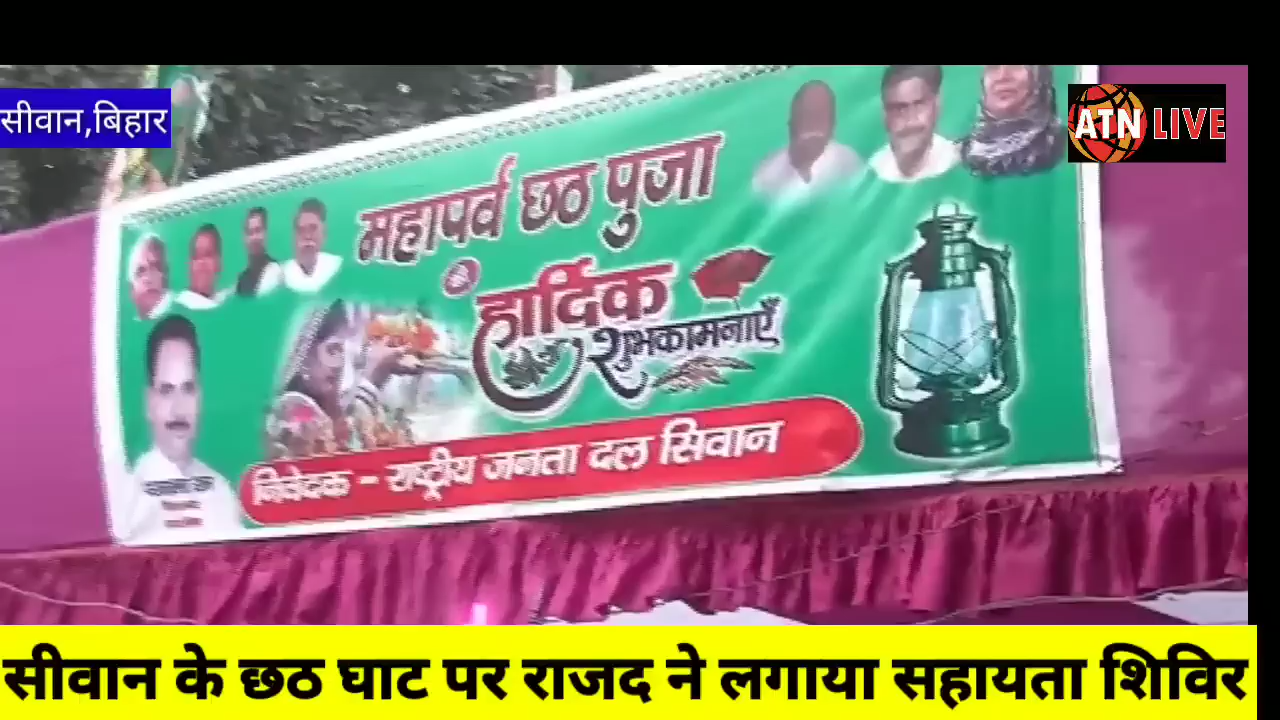 सीवान,बिहार
ATN LIVE
महापर्व छठ पुजा
की
हार्दिक
शुभकामनाएँ
निवेदक - राष्ट्रीय जनता दल सिवान
सीवान के छठ घाट पर राजद ने लगाया सहायता शिविर